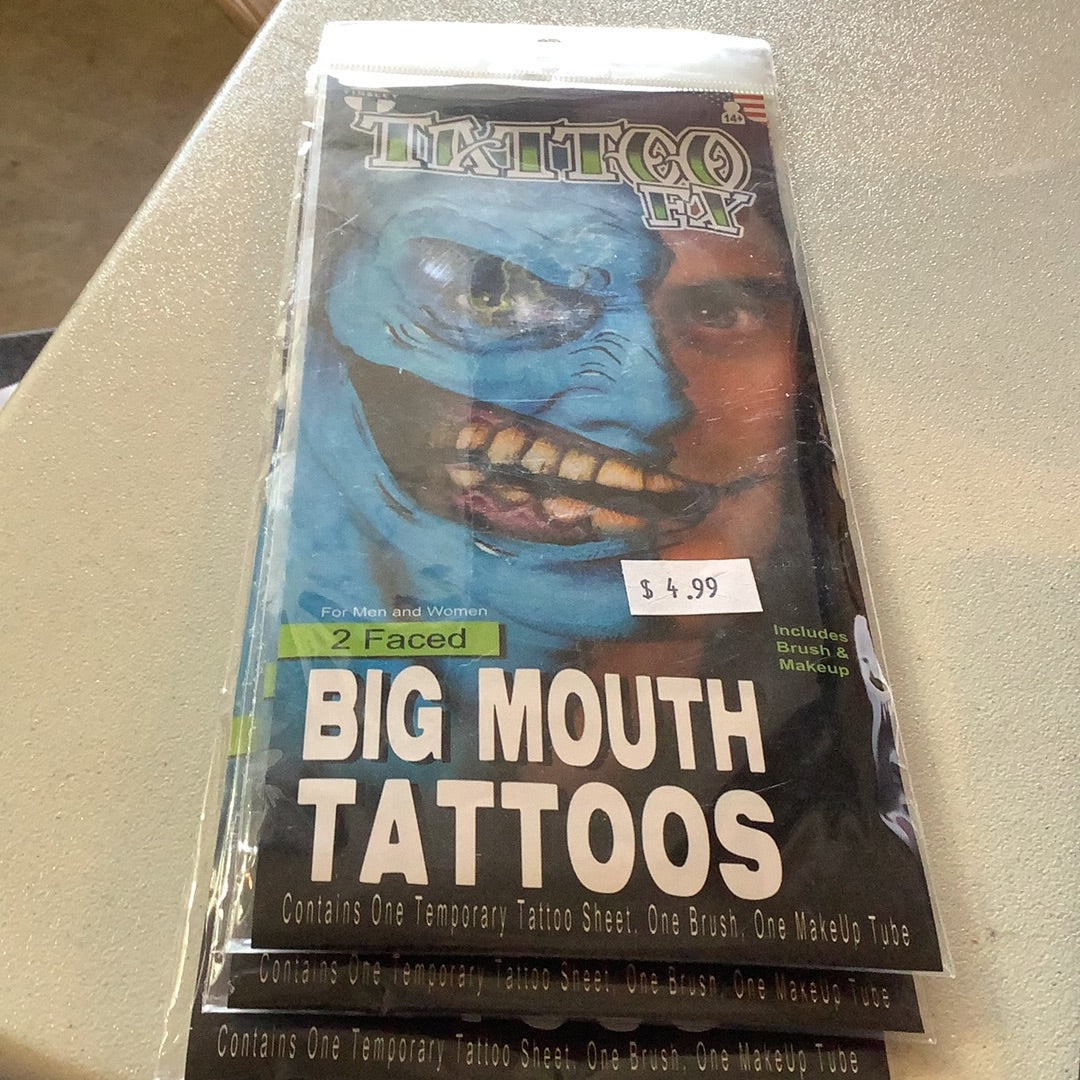 TINSLEY
14+
TATTOO
FX
$ 4.99
For Men and Women
2 Faced
Includes
Brush &
Makeup
BIG MOUTH
TATTOOS
Contains One Temporary Tattoo Sheet, One Brush, One MakeUp Tube
Contains One Temporary Tattoo Sheet, One Brush, One MakeUp Tube
Contains One Temporary Tattoo Sheet, One Brush, One MakeUp Tube